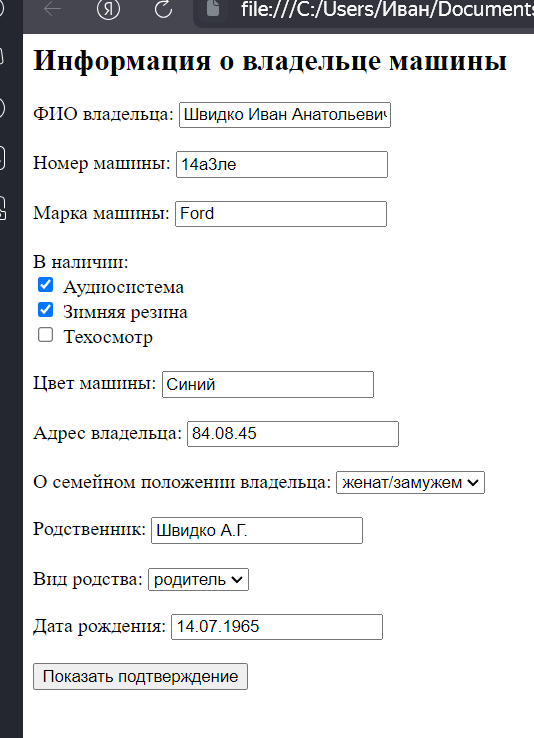 Я file:///C:/Users/Иван/Documents
Информация о владельце машины
ФИО владельца: Швидко Иван Анатольевич
Номер машины: 14а3ле
Марка машины: Ford
В наличии:
Аудиосистема
Зимняя резина
Техосмотр
Цвет машины: Синий
Адрес владельца: 84.08.45
О семейном положении владельца: женат/замужем
Родственник: Швидко А.Г.
Вид родства: родитель
Дата рождения: 14.07.1965
Показать подтверждение